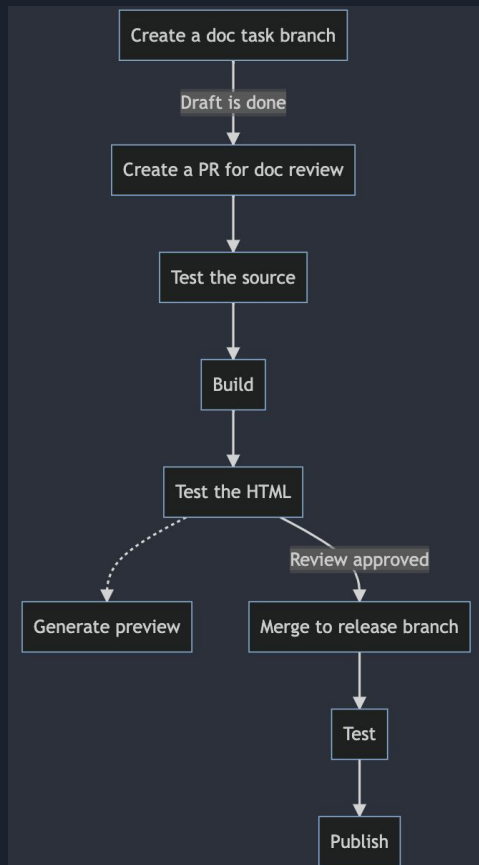 Create a doc task branch
Draft is done
Create a PR for doc review
Test the source
Build
Test the HTML
Review approved
Generate preview
Merge to release branch
Test
Publish